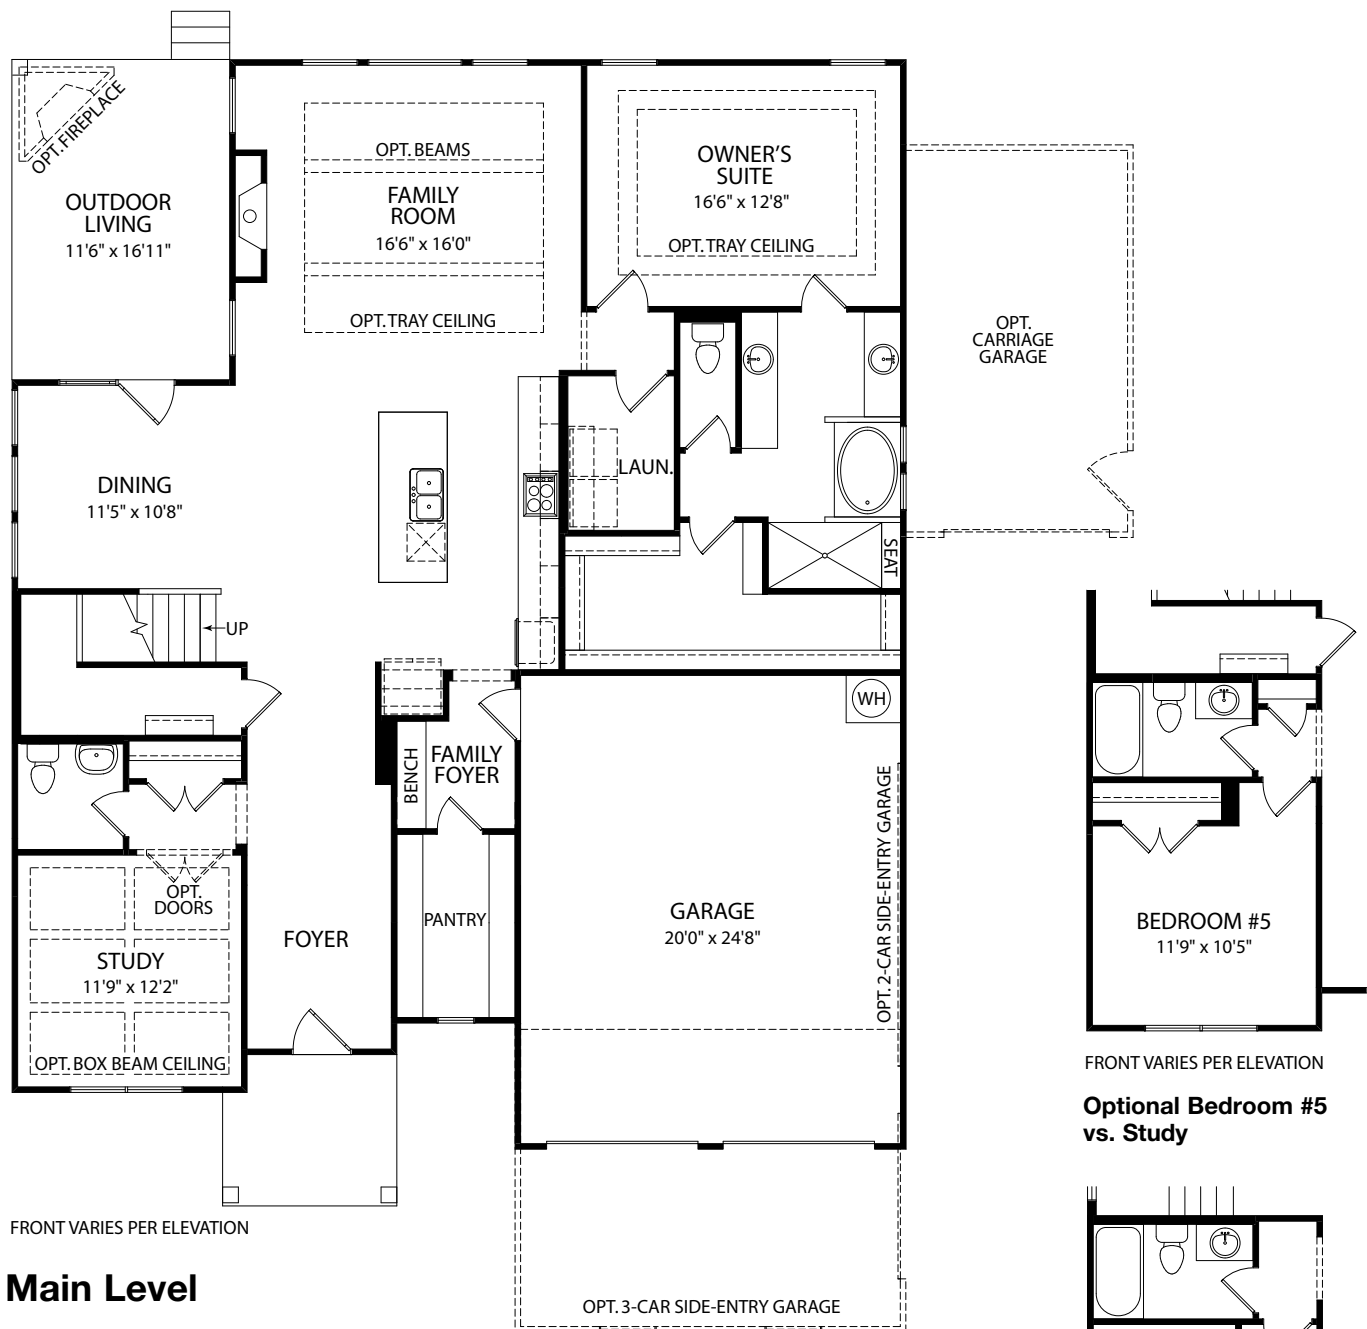 OPT. FIREPLACE
OUTDOOR
LIVING
11'6" x 16'11"
OPT. BEAMS
FAMILY
ROOM
16'6" x 16'0"
OPT. TRAY CEILING
OWNER'S
SUITE
16'6" x 12'8"
OPT. TRAY CEILING
OPT.
CARRIAGE
GARAGE
DINING
11'5" x 10'8"
LAUN.
SEAT
UP
WH
BENCH
FAMILY
FOYER
OPT.
DOORS
STUDY
11'9" x 12'2"
OPT. BOX BEAM CEILING
FOYER
PANTRY
GARAGE
20'0" x 24'8"
OPT. 2-CAR SIDE-ENTRY GARAGE
BEDROOM #5
11'9" x 10'5"
FRONT VARIES PER ELEVATION
Optional Bedroom #5
vs. Study
FRONT VARIES PER ELEVATION
Main Level
OPT. 3-CAR SIDE-ENTRY GARAGE